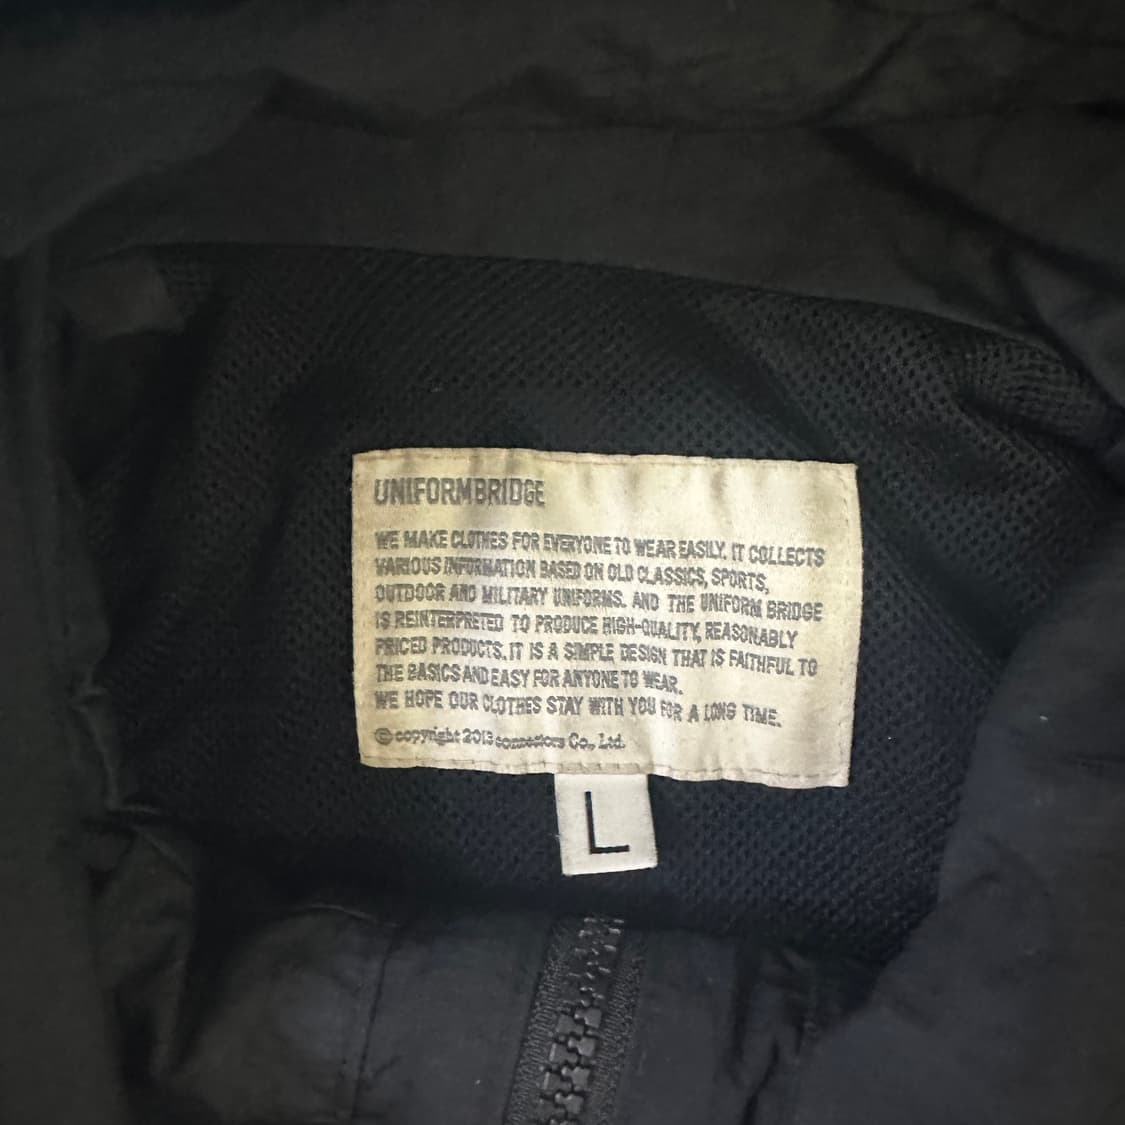 UNIFORMBRIDGE
WE MAKE CLOTHES FOR EVERYONE TO WEAR EASILY. IT COLLECTS
VARIOUS INFORMATION BASED ON OLD CLASSICS, SPORTS,
OUTDOOR AND MILITARY UNIFORMS. AND THE UNIFORM BRIDGE
IS REINTERPRETED TO PRODUCE HIGH-QUALITY, REASONABLY
PRICED PRODUCTS. IT IS A SIMPLE DESIGN THAT IS FAITHFUL TO
THE BASICS AND EASY FOR ANYONE TO WEAR.
WE HOPE OUR CLOTHES STAY WITH YOU FOR A LONG TIME.
© copyright 2013 connectors Co., Ltd.
L